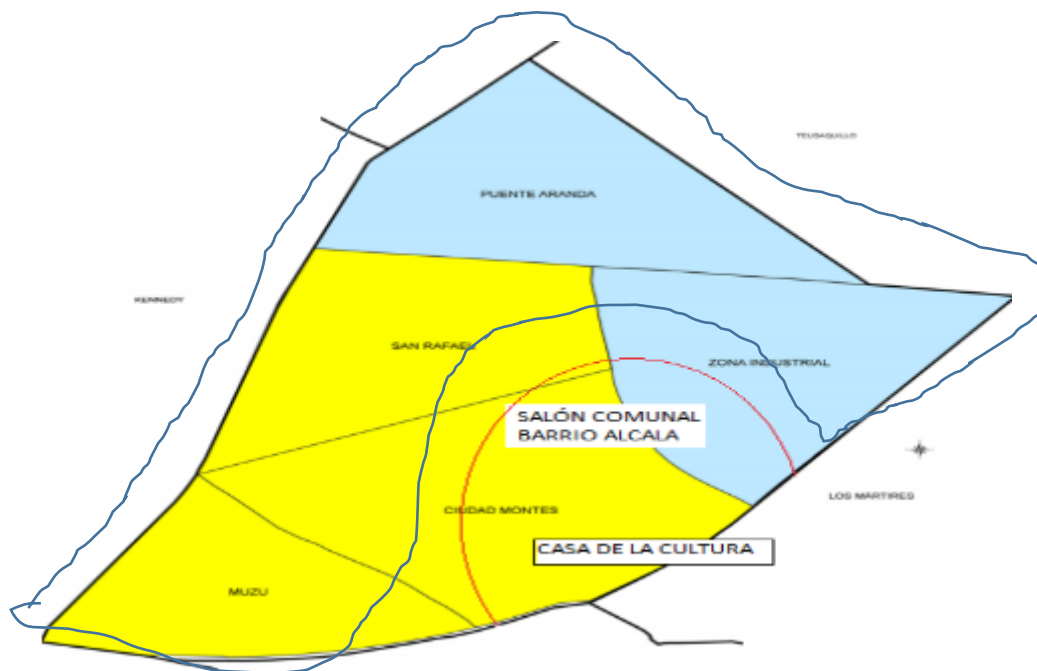 TEUSAQUILLO
PUENTE ARANDA
KENNEDY
SAN RAFAEL
ZONA INDUSTRIAL
SALÓN COMUNAL
BARRIO ALCALA
LOS MÁRTIRES
CIUDAD MONTES
CASA DE LA CULTURA
MUZU